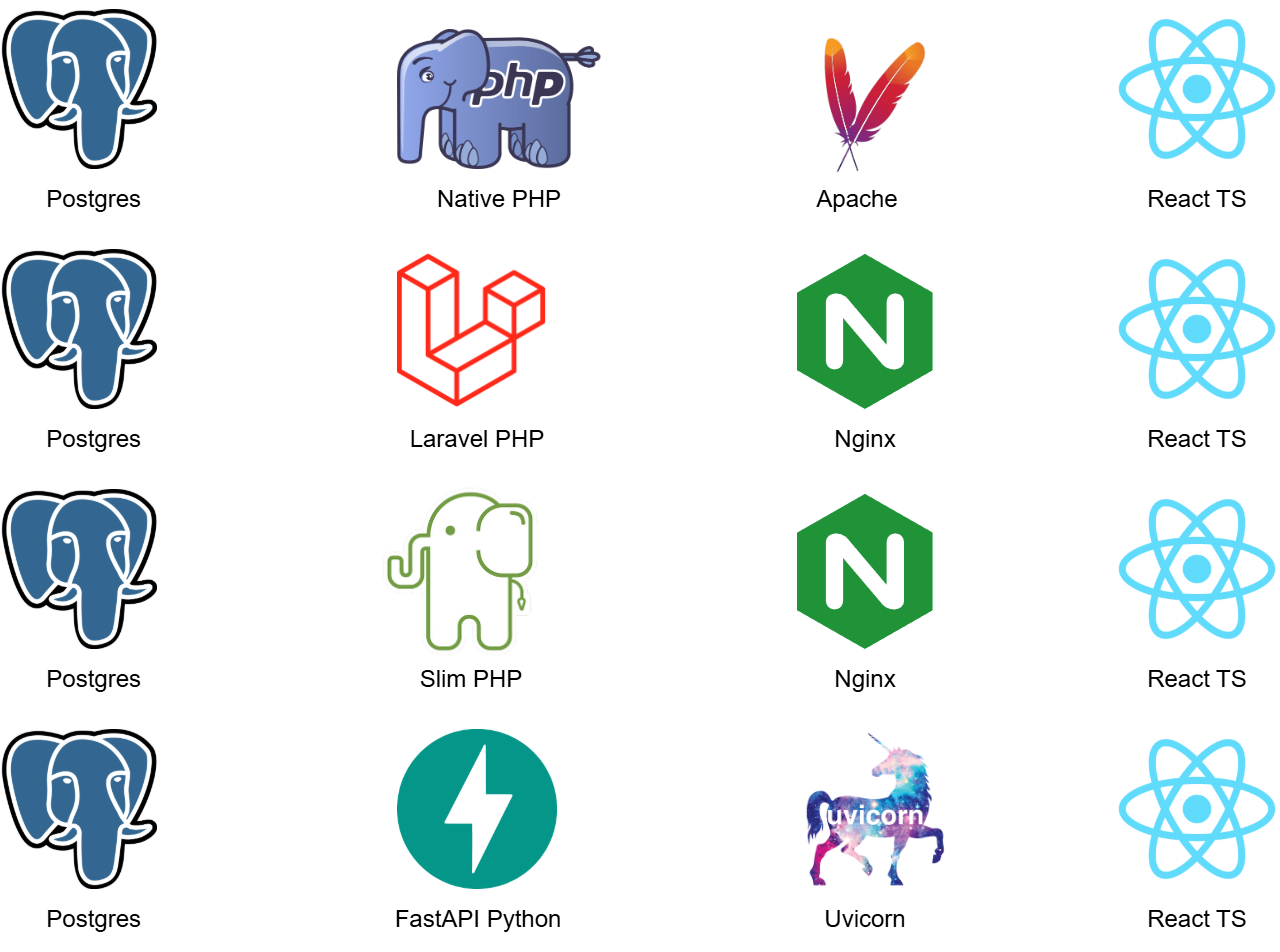 php
Postgres
Native PHP
Apache
React TS
N
Postgres
Laravel PHP
Nginx
React TS
N
Postgres
Slim PHP
Nginx
React TS
uvicorn
Postgres
FastAPI Python
Uvicorn
React TS